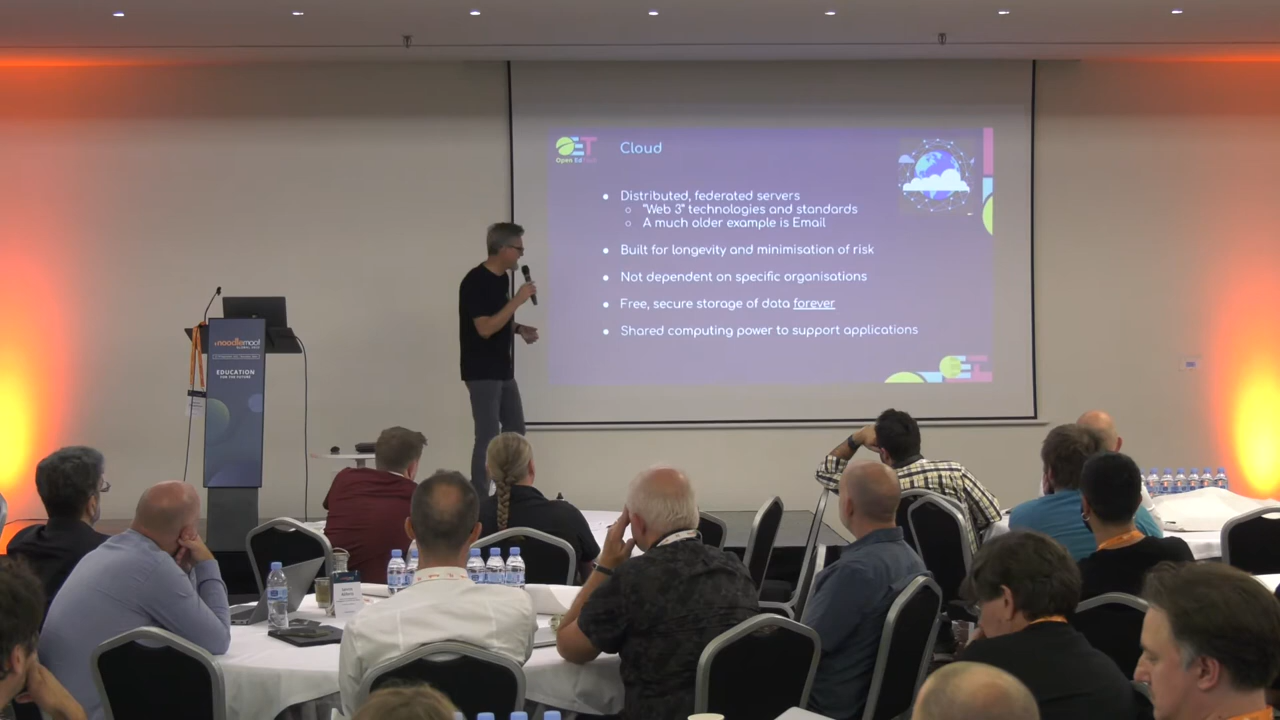 Open EdTech
Cloud
● Distributed, federated servers
○ "Web 3" technologies and standards
○ A much older example is Email
● Built for longevity and minimisation of risk
● Not dependent on specific organisations
● Free, secure storage of data forever
● Shared computing power to support applications
moodlemoot
EDUCATION
FOR THE FUTURE